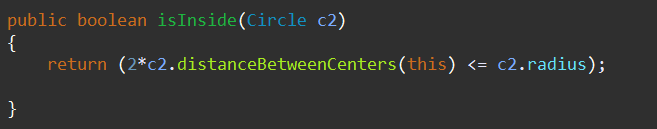 public boolean isInside(Circle c2)
{
    return (2*c2.distanceBetweenCenters(this) <= c2.radius);
}